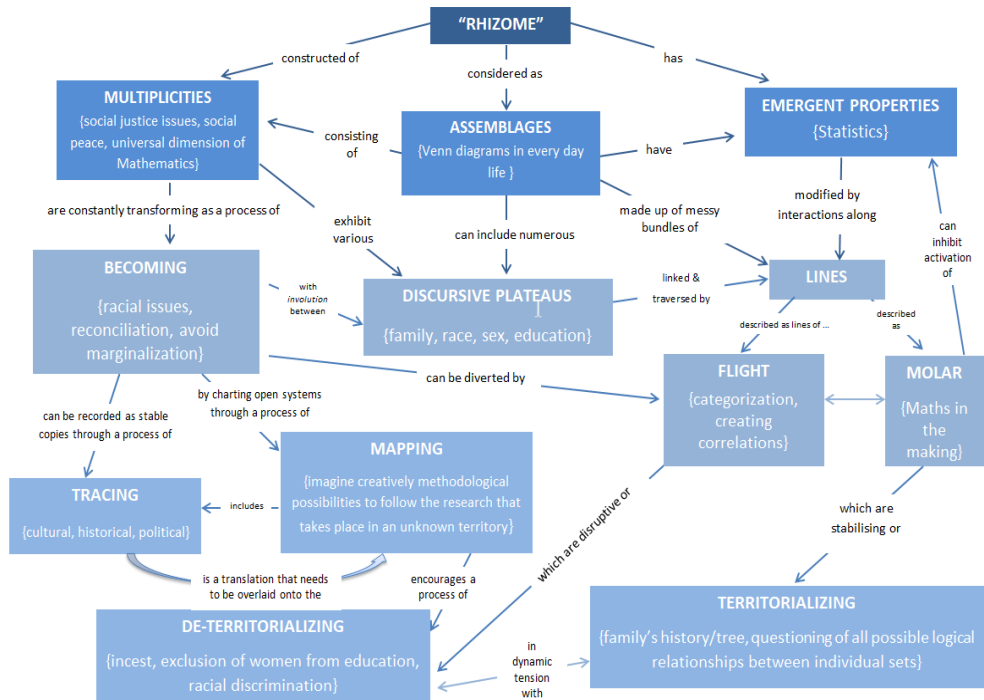 "RHIZOME"
constructed of
considered as
has
MULTIPLICITIES
{social justice issues, social
peace, universal dimension of
Mathematics}
consisting
of
ASSEMBLAGES
{Venn diagrams in every day
life }
have
EMERGENT PROPERTIES
{Statistics}
are constantly transforming as a process of
exhibit
various
can include numerous
made up of messy
bundles of
modified by
interactions along
can
inhibit
activation
of
BECOMING
{racial issues,
reconciliation, avoid
marginalization}
with
involution
between
DISCURSIVE PLATEAUS
{family, race, sex, education}
linked &
traversed by
LINES
described as lines of ...
described
as
can be diverted by
FLIGHT
{categorization,
creating
correlations}
MOLAR
{Maths in
the
making}
can be recorded as stable
copies through a process of
by charting open systems
through a process of
MAPPING
{imagine creatively methodological
possibilities to follow the research that
takes place in an unknown territory}
TRACING
{cultural, historical, political}
includes
which are disruptive or
which are
stabilising or
is a translation that needs
to be overlaid onto the
encourages a
process of
DE-TERRITORIALIZING
{incest, exclusion of women from education,
racial discrimination}
in
dynamic
tension
with
TERRITORIALIZING
{family's history/tree, questioning of all possible logical
relationships between individual sets}